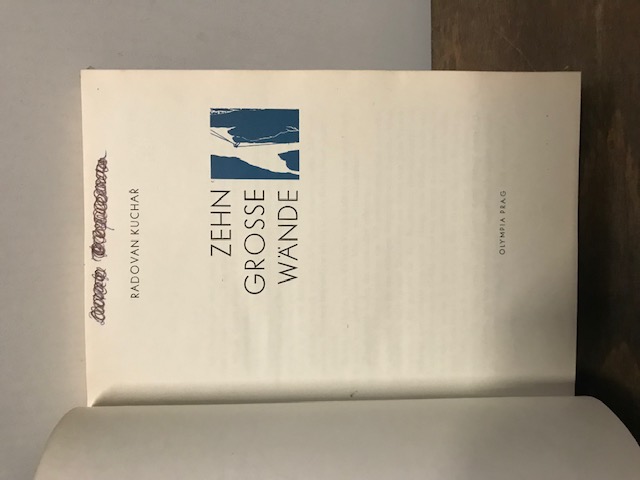 RADOVAN KUCHAŘ
ZEHN
GROSSE
WÄNDE
OLYMPIA PRAG